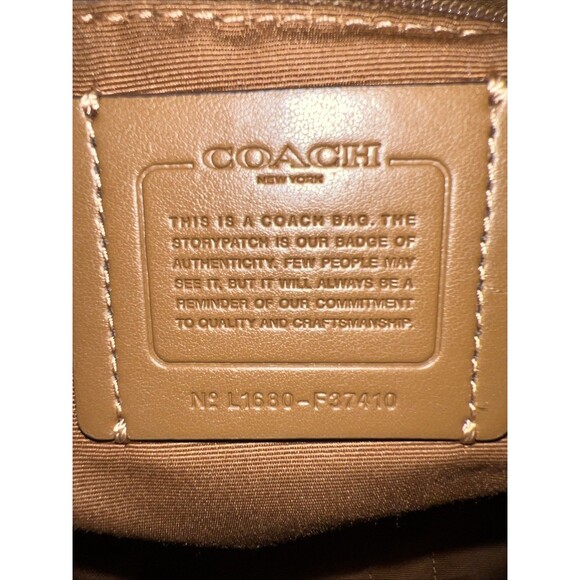 COACH
NEW YORK
THIS IS A COACH BAG. THE
STORYPATCH IS OUR BADGE OF
AUTHENTICITY. FEW PEOPLE MAY
SEE IT, BUT IT WILL ALWAYS BE A
REMINDER OF OUR COMMITMENT
TO QUALITY AND CRAFTSMANSHIP.
Nº L1680-F37410